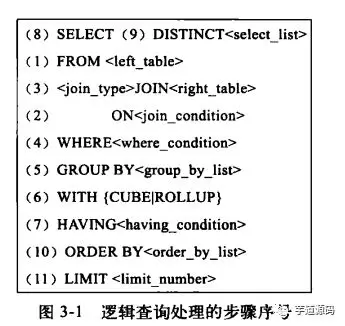 (8) SELECT (9) DISTINCT<select_list>
(1) FROM <left_table>
(3) <join_type>JOIN<right_table>
(2) ON<join_condition>
(4) WHERE<where_condition>
(5) GROUP BY<group_by_list>
(6) WITH {CUBE|ROLLUP}
(7) HAVING<having_condition>
(10) ORDER BY<order_by_list>
(11) LIMIT <limit_number>
图 3-1 逻辑查询处理的步骤序号
芋道源码